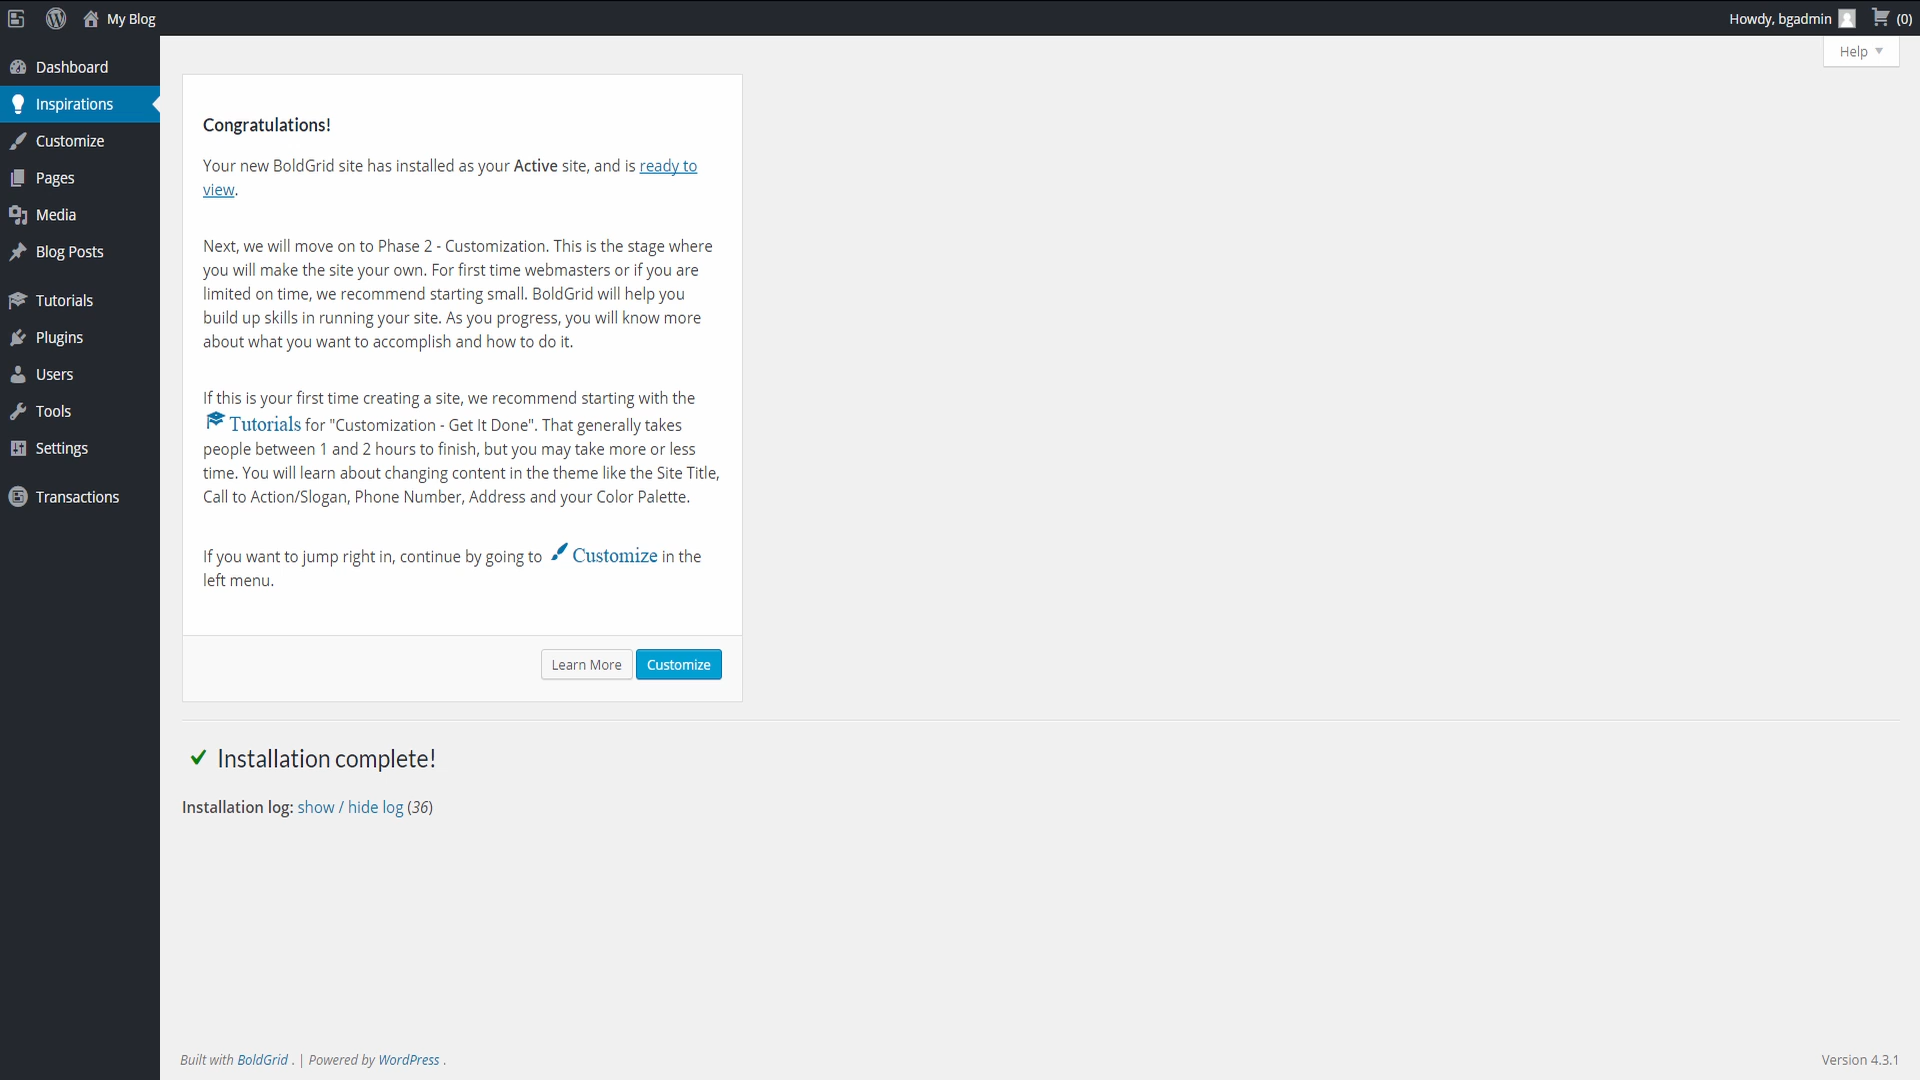 My Blog
Howdy, bgadmin
(0)
Help
Dashboard
Inspirations
Customize
Pages
Media
Blog Posts
Tutorials
Plugins
Users
Tools
Settings
Transactions
Congratulations!
Your new BoldGrid site has installed as your Active site, and is ready to
view.
Next, we will move on to Phase 2 - Customization. This is the stage where
you will make the site your own. For first time webmasters or if you are
limited on time, we recommend starting small. BoldGrid will help you
build up skills in running your site. As you progress, you will know more
about what you want to accomplish and how to do it.
If this is your first time creating a site, we recommend starting with the
Tutorials for "Customization - Get It Done". That generally takes
people between 1 and 2 hours to finish, but you may take more or less
time. You will learn about changing content in the theme like the Site Title,
Call to Action/Slogan, Phone Number, Address and your Color Palette.
If you want to jump right in, continue by going to Customize in the
left menu.
Learn More
Customize
Installation complete!
Installation log: show / hide log (36)
Built with BoldGrid . | Powered by WordPress .
Version 4.3.1